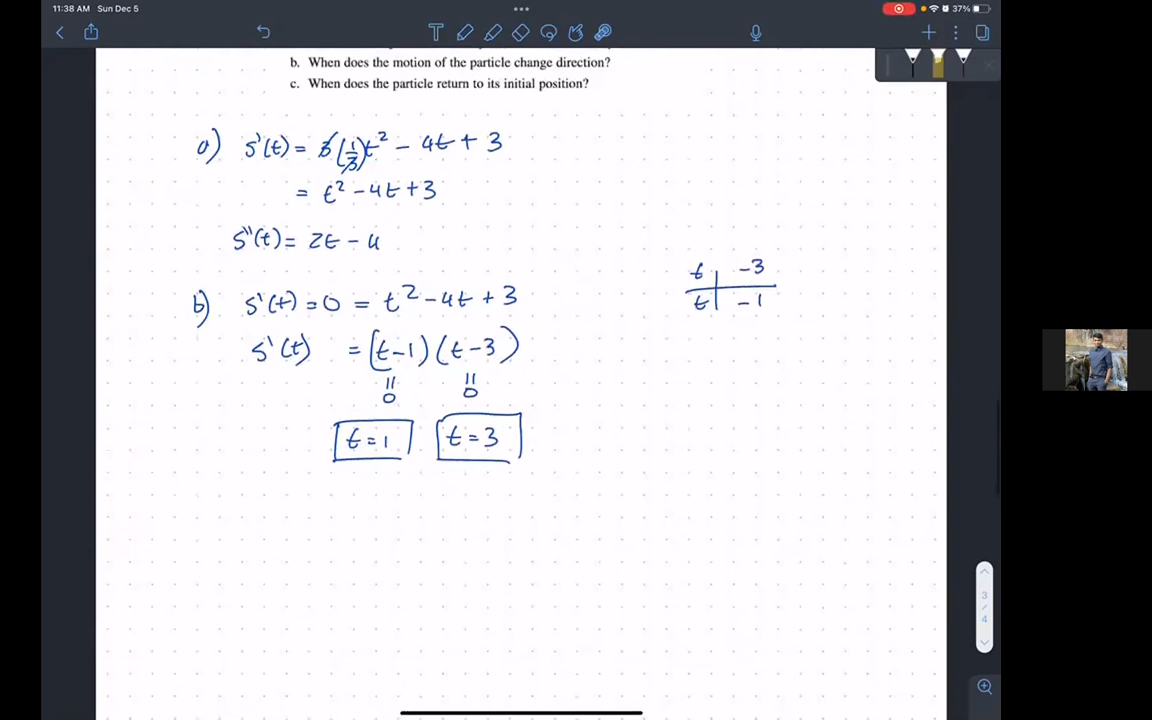 11:38 AM Sun Dec 5
37%
T
b. When does the motion of the particle change direction?
c. When does the particle return to its initial position?
a) s'(t) = 3(1/3)t² - 4t + 3
= t² - 4t + 3
s''(t) = 2t - 4
t | -3
t | -1
b) s'(t) = 0 = t² - 4t + 3
s'(t) = (t-1)(t-3)
= 0 = 0
t = 1 t = 3
3 / 4